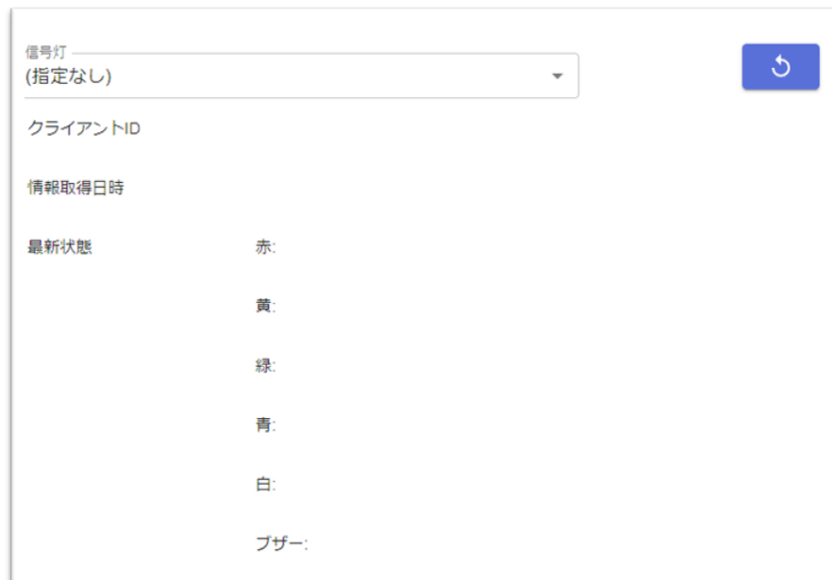 信号灯
(指定なし)
クライアントID
情報取得日時
最新状態 赤:
黄:
緑:
青:
白:
ブザー: